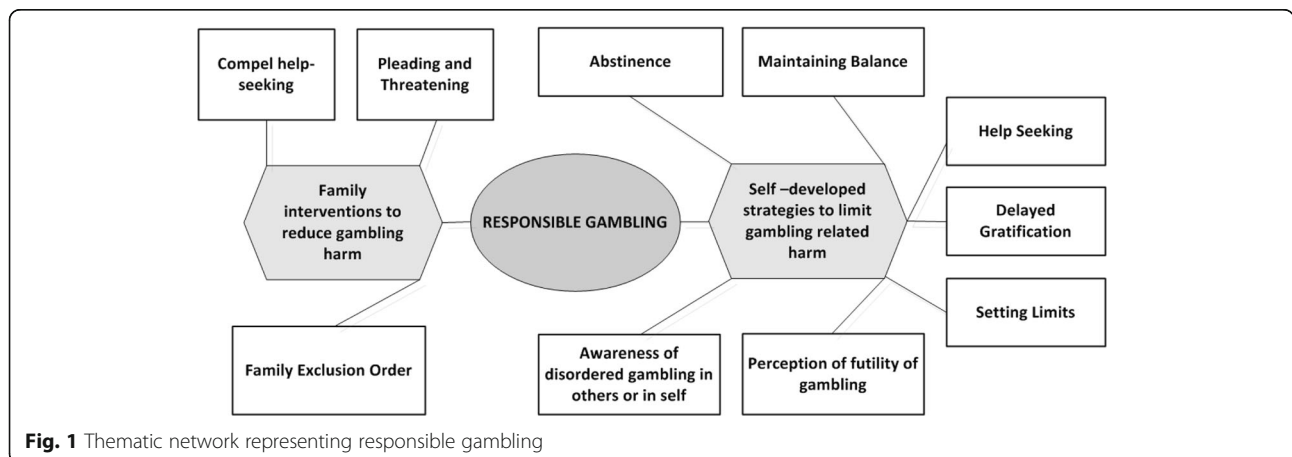 Compel help-
seeking
Pleading and
Threatening
Abstinence
Maintaining Balance
Help Seeking
Family
interventions to
reduce gambling
harm
RESPONSIBLE GAMBLING
Self –developed
strategies to limit
gambling related
harm
Delayed
Gratification
Setting Limits
Family Exclusion Order
Awareness of
disordered gambling in
others or in self
Perception of futility of
gambling
Fig. 1 Thematic network representing responsible gambling